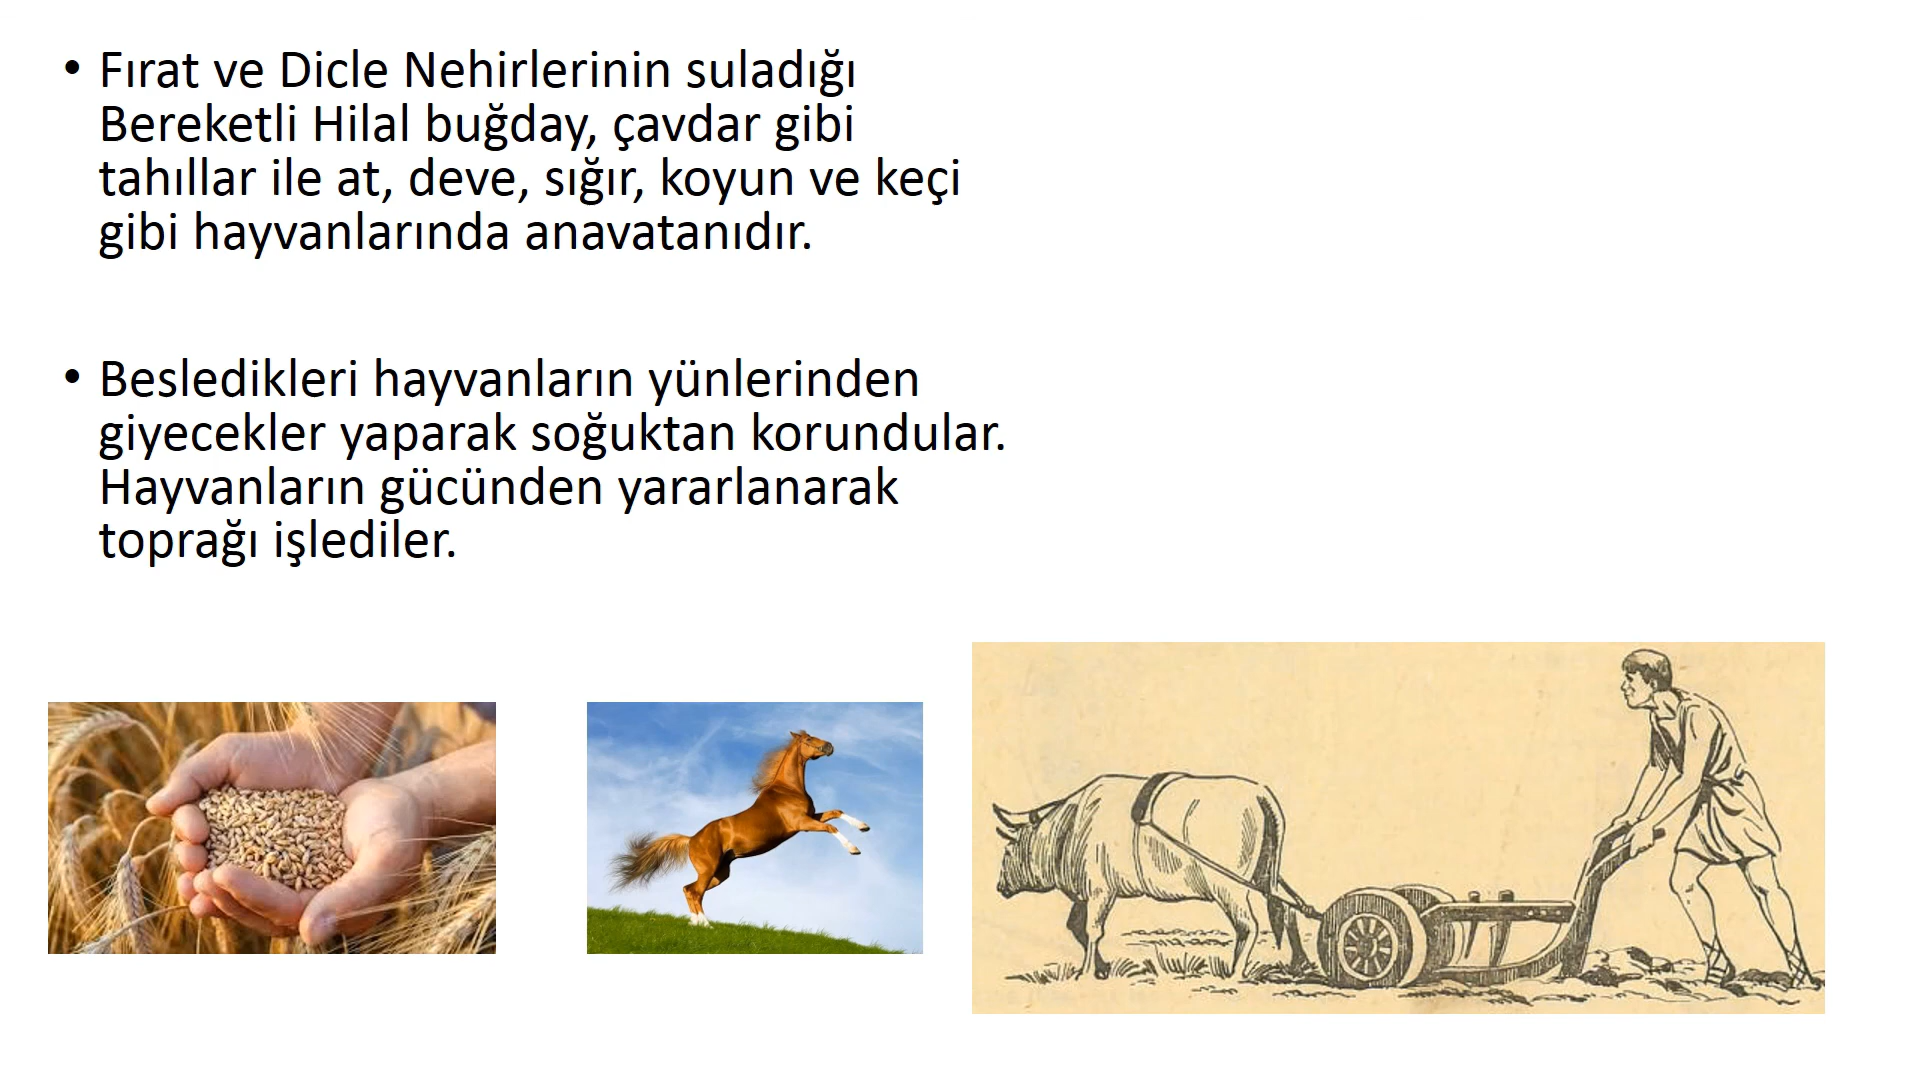 • Fırat ve Dicle Nehirlerinin suladığı
Bereketli Hilal buğday, çavdar gibi
tahıllar ile at, deve, sığır, koyun ve keçi
gibi hayvanlarında anavatanıdır.
• Besledikleri hayvanların yünlerinden
giyecekler yaparak soğuktan korundular.
Hayvanların gücünden yararlanarak
toprağı işlediler.